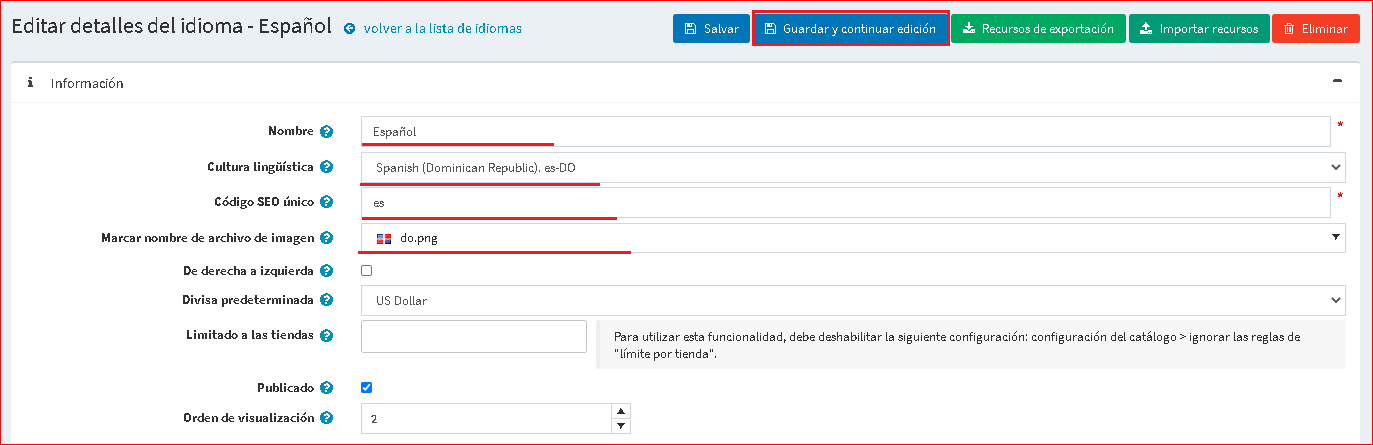 Editar detalles del idioma - Español volver a la lista de idiomas Salvar Guardar y continuar edición Recursos de exportación Importar recursos Eliminar
Información
Nombre Español *
Cultura lingüística Spanish (Dominican Republic). es-DO
Código SEO único es *
Marcar nombre de archivo de imagen do.png
De derecha a izquierda
Divisa predeterminada US Dollar
Limitado a las tiendas Para utilizar esta funcionalidad, debe deshabilitar la siguiente configuración: configuración del catálogo > ignorar las reglas de
"límite por tienda".
Publicado
Orden de visualización 2